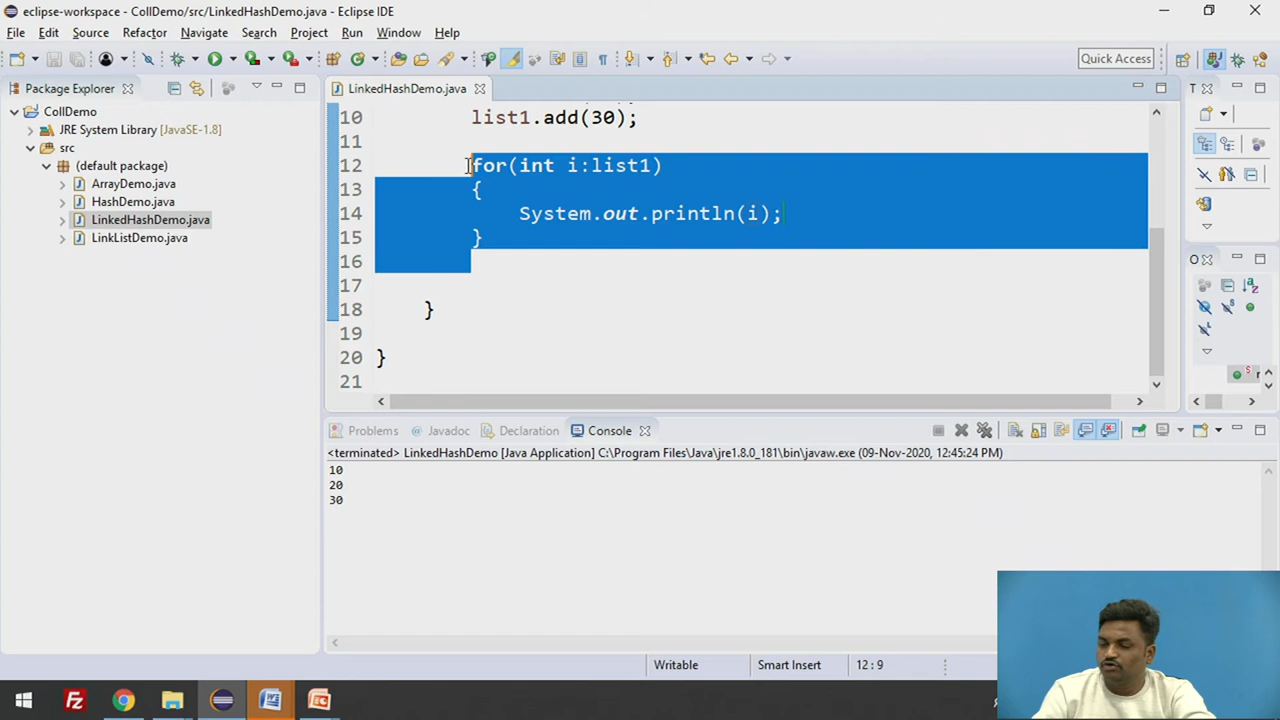 eclipse-workspace - CollDemo/src/LinkedHashDemo.java - Eclipse IDE
File Edit Source Refactor Navigate Search Project Run Window Help
Quick Access
Package Explorer
LinkedHashDemo.java
T
CollDemo
JRE System Library [JavaSE-1.8]
src
(default package)
ArrayDemo.java
HashDemo.java
LinkedHashDemo.java
LinkListDemo.java
10 list1.add(30);
11
12 for(int i:list1)
13 {
14 System.out.println(i);
15 }
16
17
18 }
19
20 }
21
O
Problems @ Javadoc Declaration Console
<terminated> LinkedHashDemo [Java Application] C:\Program Files\Java\jre1.8.0_181\bin\javaw.exe (09-Nov-2020, 12:45:24 PM)
10
20
30
Writable Smart Insert 12 : 9